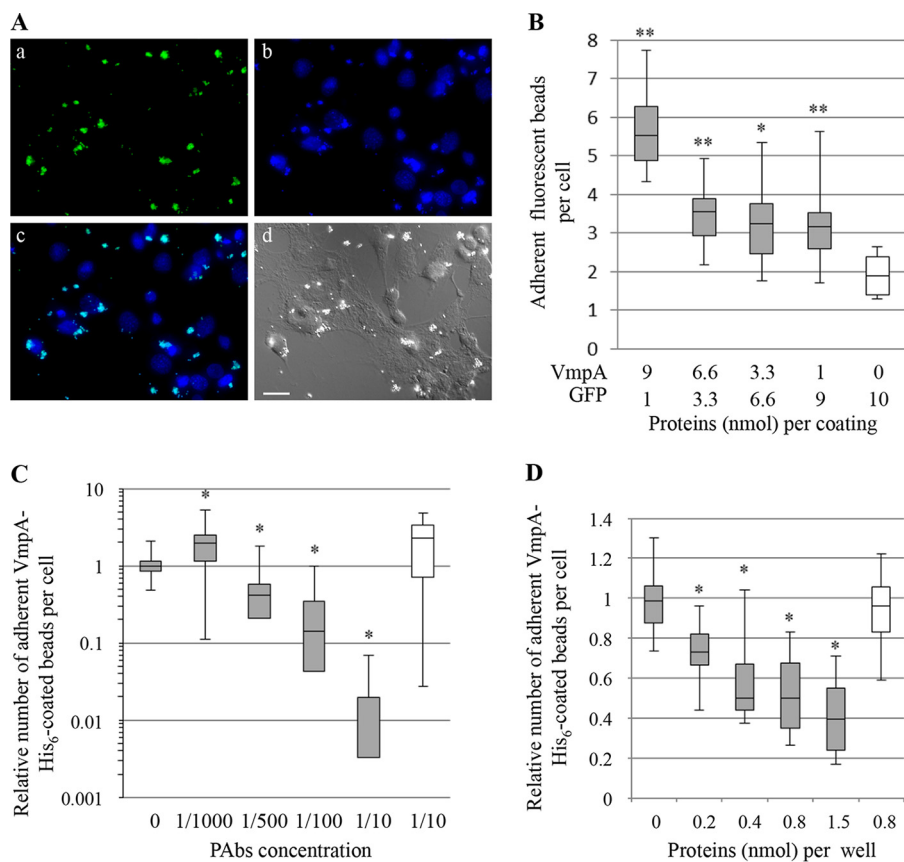 A
a
b
c
d
B
Adherent fluorescent beads
per cell
8
7
6
5
4
3
2
1
0
**
**
*
**
VmpA 9 6.6 3.3 1 0
GFP 1 3.3 6.6 9 10
Proteins (nmol) per coating
C
Relative number of adherent VmpA-
His6-coated beads per cell
10
1
0.1
0.01
0.001
*
*
*
*
0 1/1000 1/500 1/100 1/10 1/10
PAbs concentration
D
Relative number of adherent VmpA-
His6-coated beads per cell
1.4
1.2
1
0.8
0.6
0.4
0.2
0
*
*
*
*
0 0.2 0.4 0.8 1.5 0.8
Proteins (nmol) per well